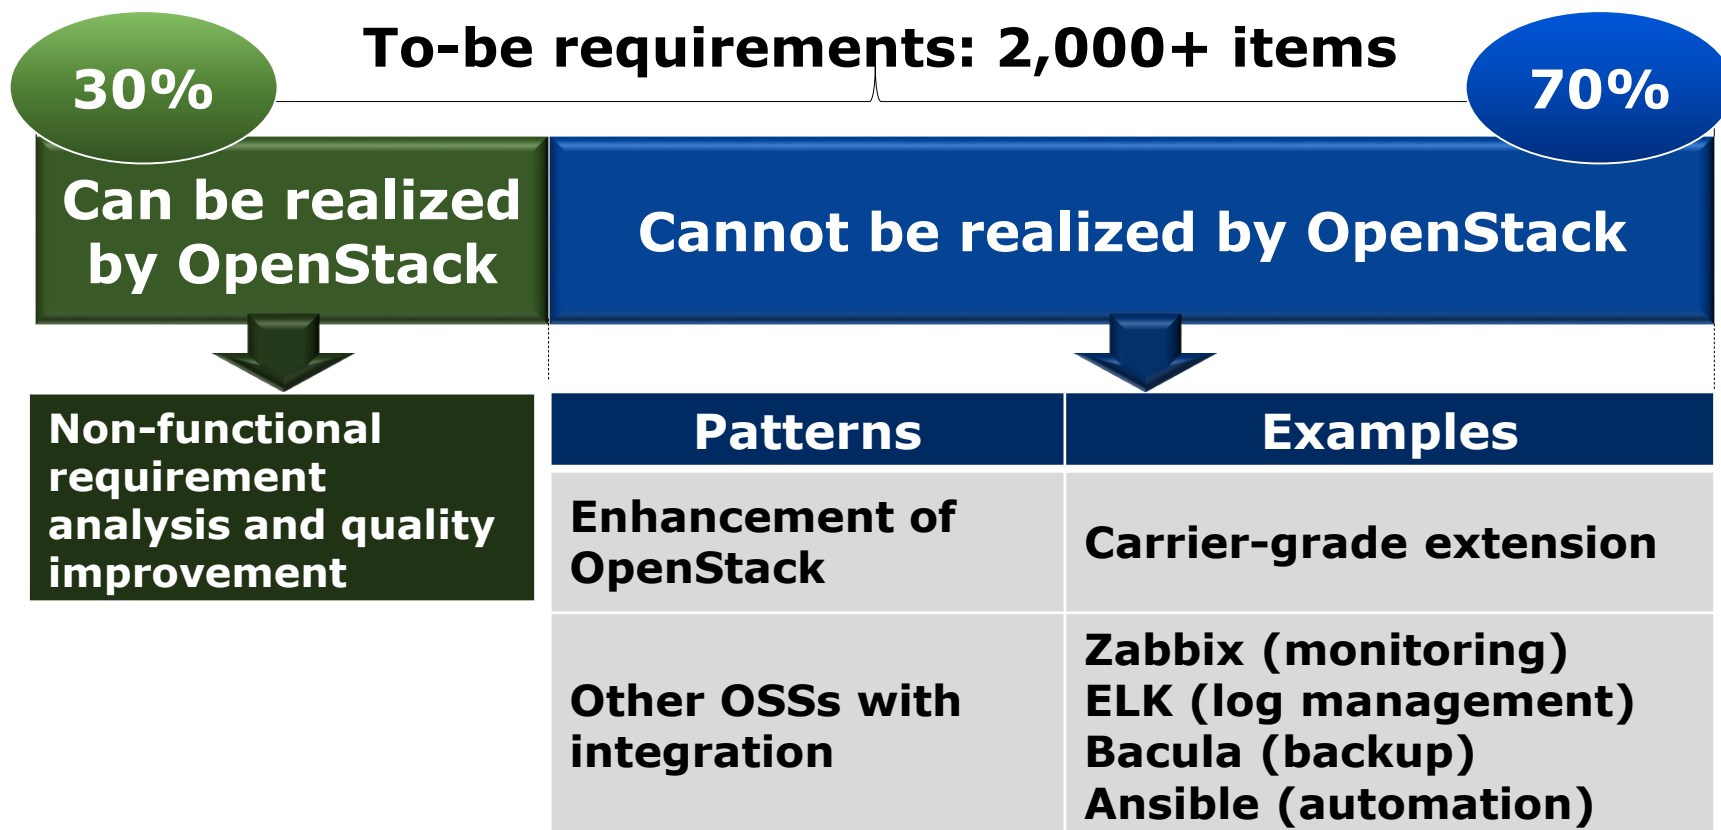 To-be requirements: 2,000+ items
30%
70%
Can be realized
by OpenStack
Cannot be realized by OpenStack
Non-functional
requirement
analysis and quality
improvement
Patterns
Examples
Enhancement of
OpenStack
Carrier-grade extension
Other OSSs with
integration
Zabbix (monitoring)
ELK (log management)
Bacula (backup)
Ansible (automation)